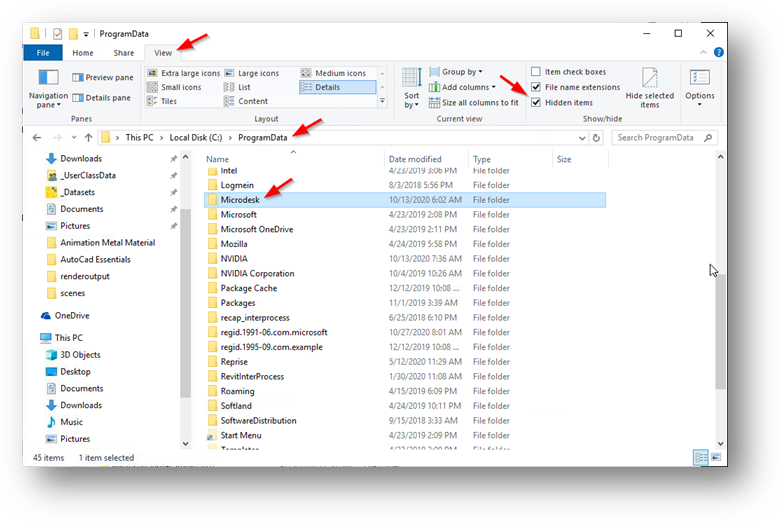 ProgramData
File Home Share View
Navigation pane
Preview pane
Details pane
Panes
Extra large icons Large icons Medium icons
Small icons List Details
Tiles Content
Layout
Sort by
Group by
Add columns
Size all columns to fit
Current view
Item check boxes
File name extensions
Hidden items
Hide selected items
Show/hide
Options
This PC > Local Disk (C:) > ProgramData
Search ProgramData
Downloads
_UserClassData
_Datasets
Documents
Pictures
Animation Metal Material
AutoCad Essentials
renderoutput
scenes
OneDrive
This PC
3D Objects
Desktop
Documents
Downloads
Music
Pictures
Name Date modified Type Size
Intel 4/23/2019 3:06 PM File folder
Logmein 8/3/2018 5:56 PM File folder
Microdesk 10/13/2020 6:02 AM File folder
Microsoft 4/23/2019 2:08 PM File folder
Microsoft OneDrive 4/23/2019 2:11 PM File folder
Mozilla 4/24/2019 5:58 PM File folder
NVIDIA 10/13/2020 7:36 AM File folder
NVIDIA Corporation 10/4/2019 10:26 AM File folder
Package Cache 12/12/2019 10:08 ... File folder
Packages 11/1/2019 3:39 AM File folder
recap_interprocess 6/25/2018 6:10 PM File folder
regid.1991-06.com.microsoft 10/27/2020 8:01 AM File folder
regid.1995-09.com.example 12/12/2019 10:08 ... File folder
Reprise 5/12/2020 11:29 AM File folder
RevitInterProcess 1/30/2020 11:08 AM File folder
Roaming 4/15/2019 6:09 PM File folder
Softland 4/24/2019 10:11 PM File folder
SoftwareDistribution 9/15/2018 3:33 AM File folder
Start Menu 4/23/2019 2:09 PM File folder
45 items 1 item selected